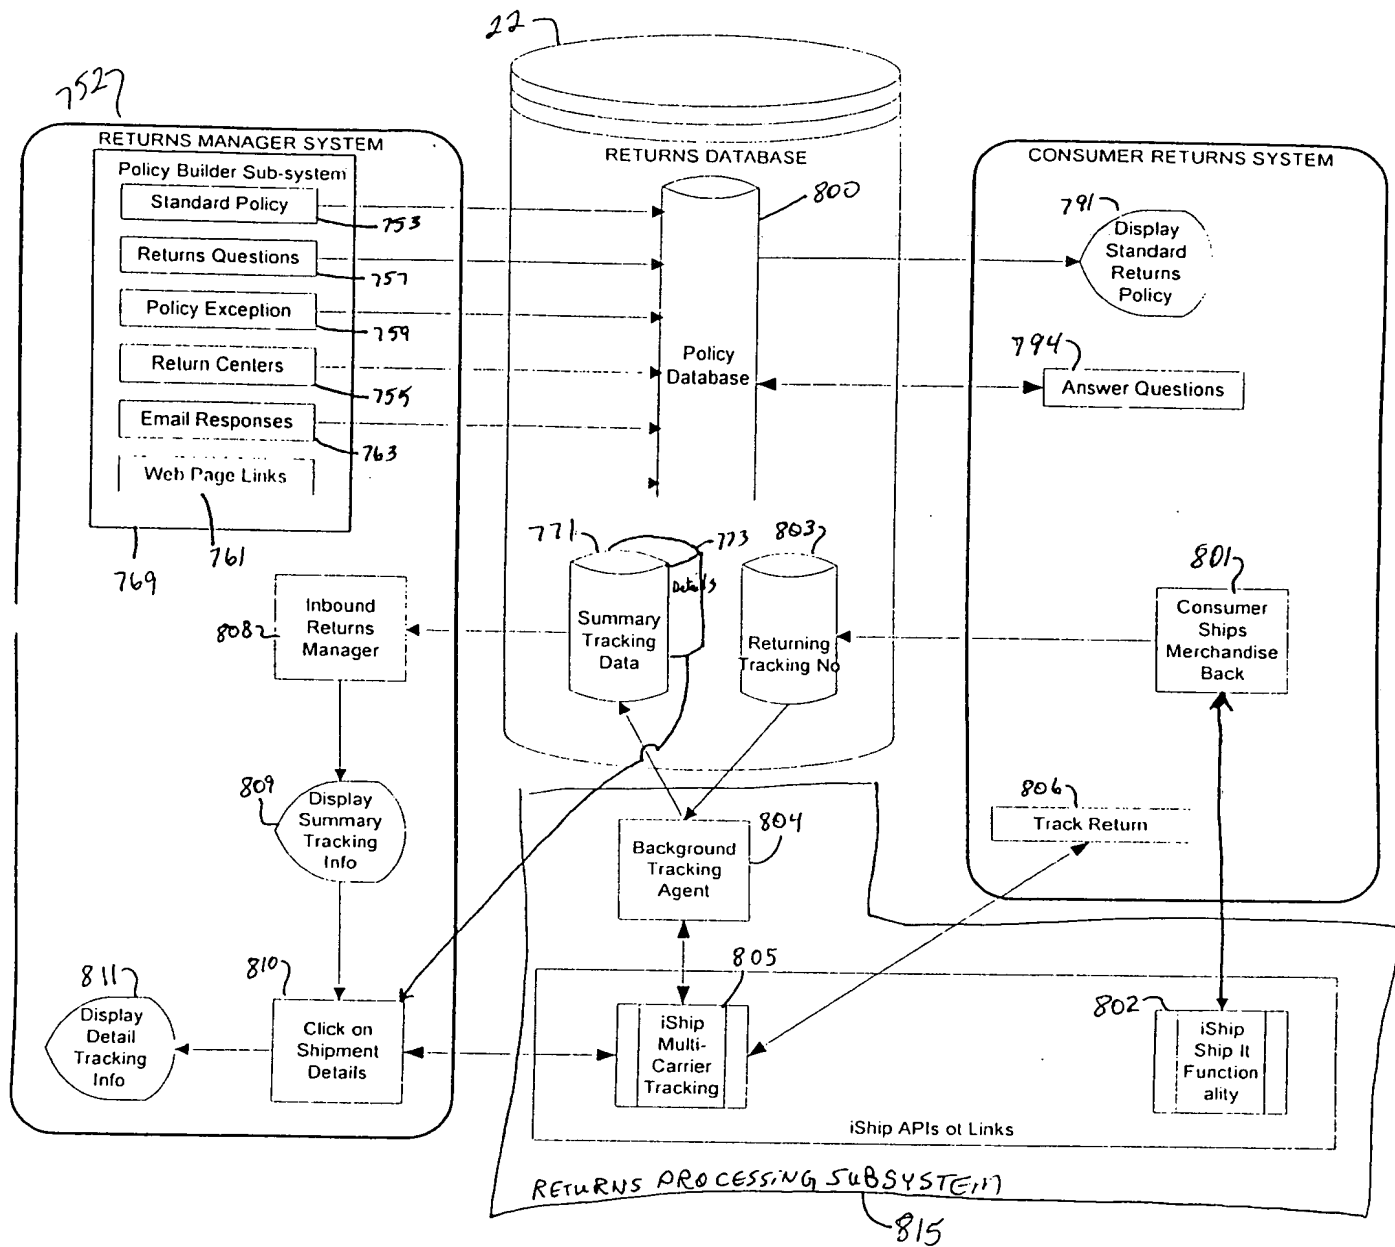 22
752
RETURNS MANAGER SYSTEM
Policy Builder Sub-system
Standard Policy
753
Returns Questions
757
Policy Exception
759
Return Centers
755
Email Responses
763
Web Page Links
769
761
Inbound
Returns
Manager
808
809
Display
Summary
Tracking
Info
810
Click on
Shipment
Details
811
Display
Detail
Tracking
Info
RETURNS DATABASE
800
Policy
Database
771
773
Details
Summary
Tracking
Data
803
Returning
Tracking No
CONSUMER RETURNS SYSTEM
791
Display
Standard
Returns
Policy
794
Answer Questions
801
Consumer
Ships
Merchandise
Back
806
Track Return
804
Background
Tracking
Agent
805
iShip
Multi-
Carrier
Tracking
802
iShip
Ship It
Function
ality
iShip APIs ot Links
RETURNS PROCESSING SUBSYSTEM
815